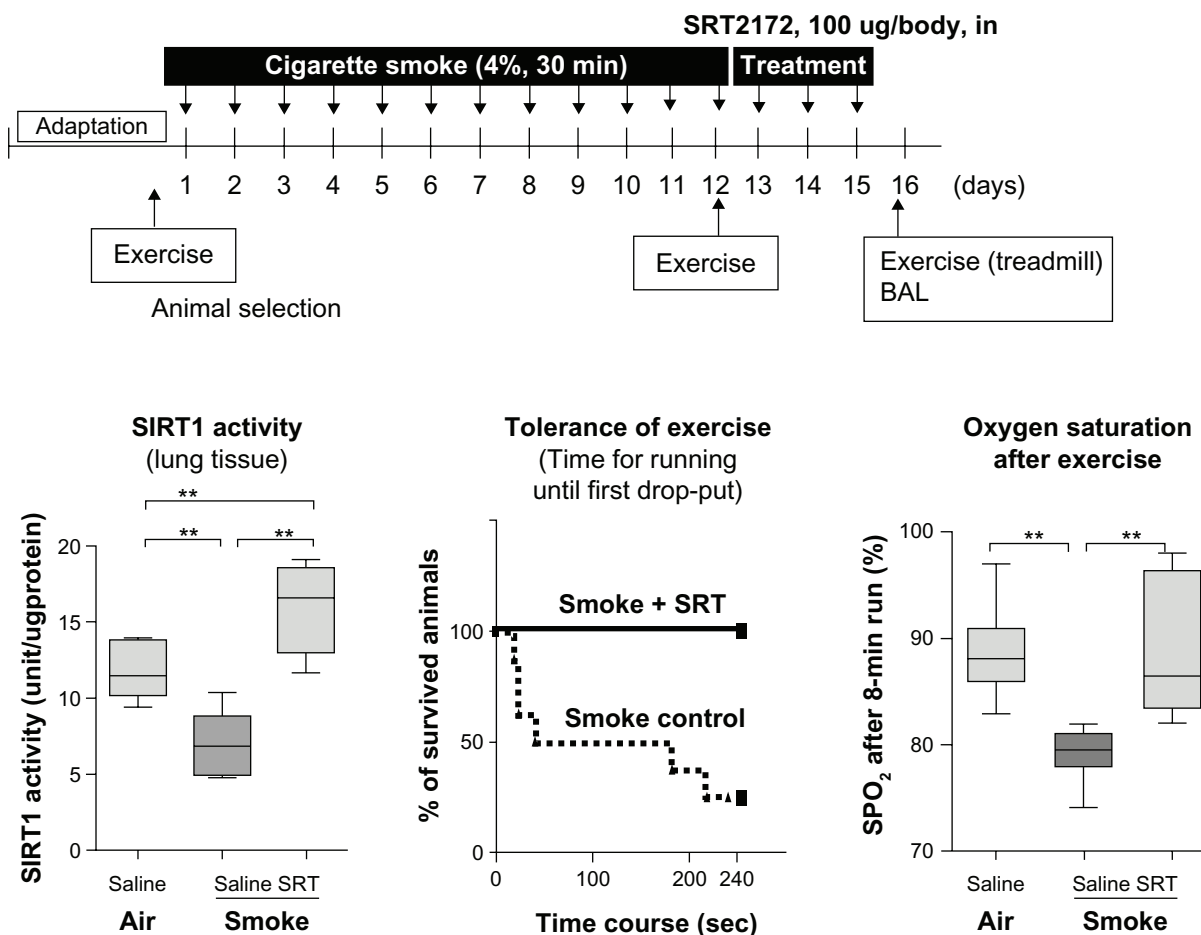 SRT2172, 100 ug/body, in
Cigarette smoke (4%, 30 min)
Treatment
Adaptation
1 2 3 4 5 6 7 8 9 10 11 12 13 14 15 16 (days)
Exercise
Animal selection
Exercise
Exercise (treadmill)
BAL
SIRT1 activity
(lung tissue)
**
**
**
SIRT1 activity (unit/ugprotein)
20
15
10
5
0
Saline
Saline SRT
Air
Smoke
Tolerance of exercise
(Time for running
until first drop-put)
% of survived animals
100
50
0
Smoke + SRT
Smoke control
0 100 200 240
Time course (sec)
Oxygen saturation
after exercise
**
**
SPO₂ after 8-min run (%)
100
90
80
70
Saline
Saline SRT
Air
Smoke